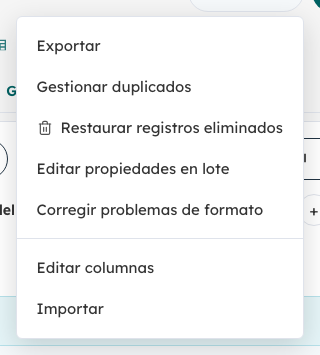 Exportar
Gestionar duplicados
Restaurar registros eliminados
Editar propiedades en lote
Corregir problemas de formato
Editar columnas
Importar